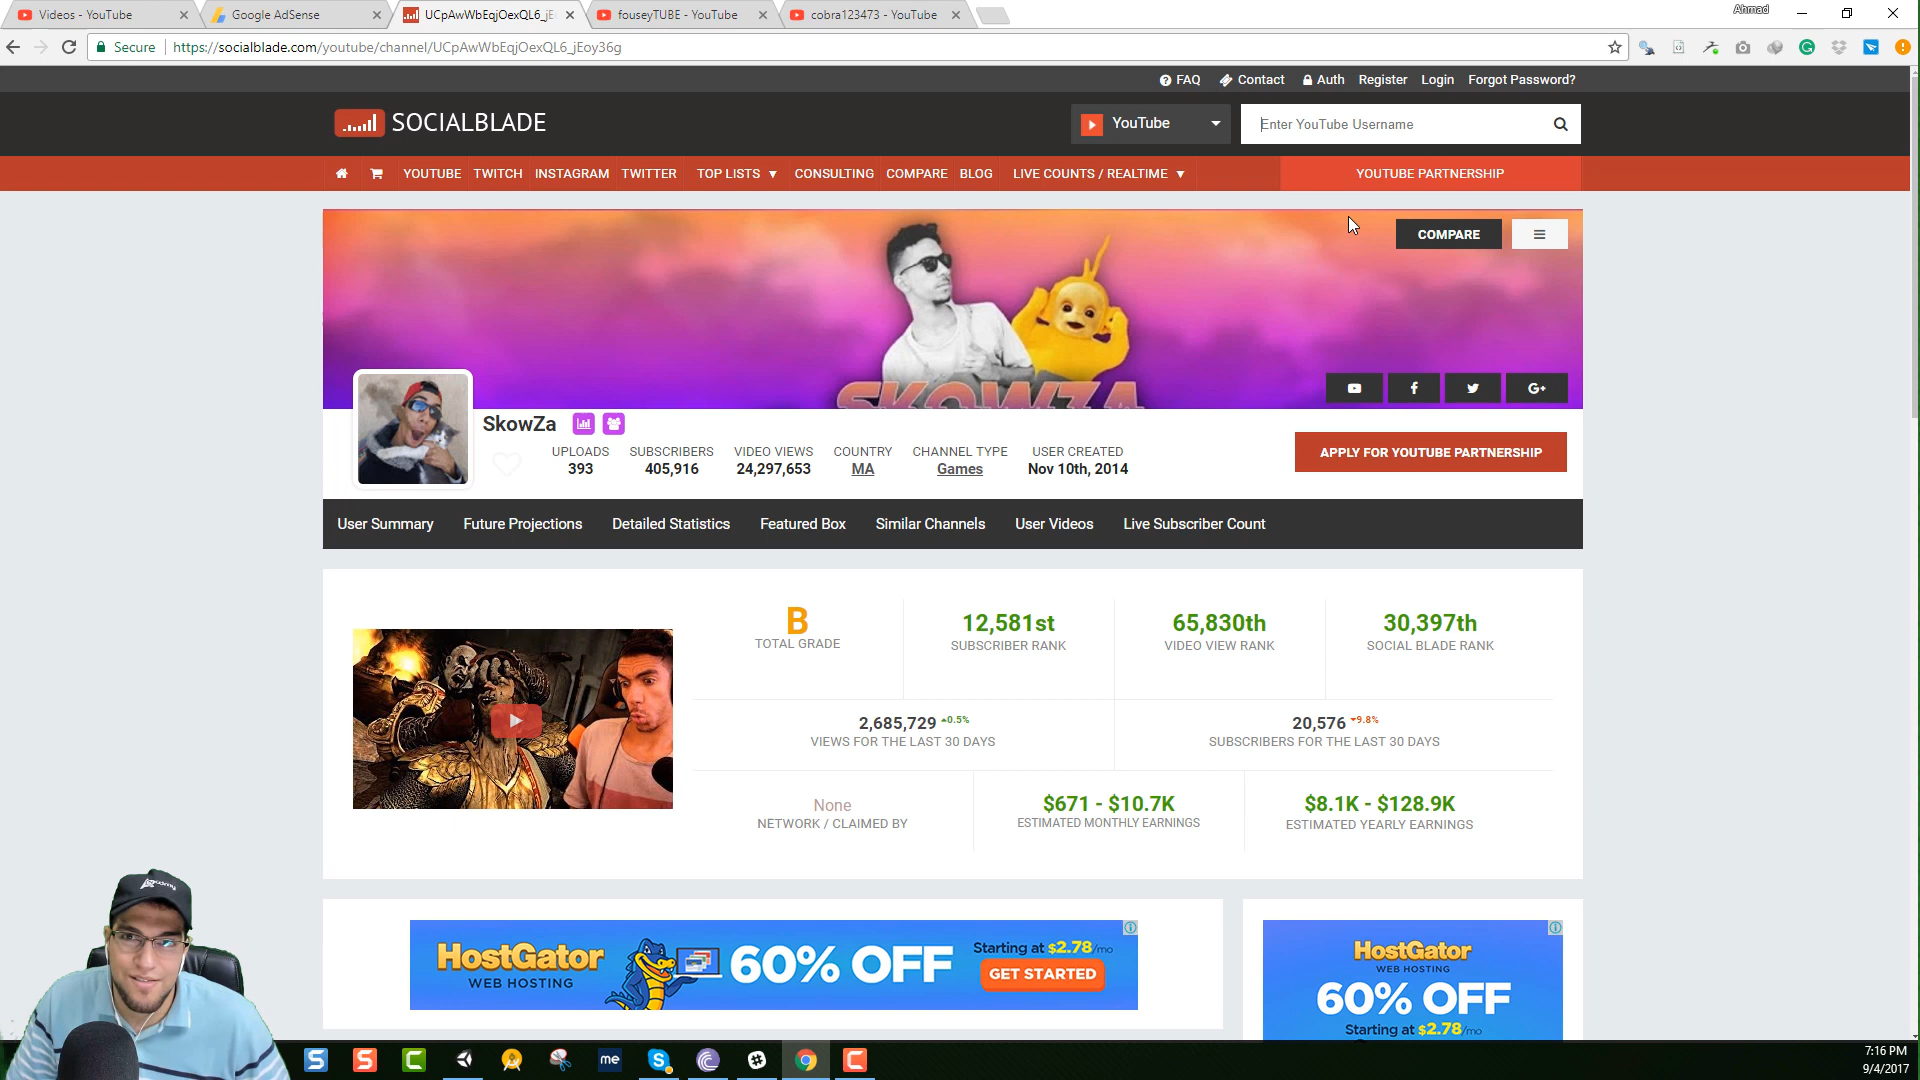 Videos - YouTube
Google AdSense
UCpAwWbEqjOexQL6_jE
fouseyTUBE - YouTube
cobra123473 - YouTube
Ahmad
Secure
https://socialblade.com/youtube/channel/UCpAwWbEqjOexQL6_jEoy36g
FAQ
Contact
Auth
Register
Login
Forgot Password?
SOCIALBLADE
YouTube
Enter YouTube Username
YOUTUBE
TWITCH
INSTAGRAM
TWITTER
TOP LISTS
CONSULTING
COMPARE
BLOG
LIVE COUNTS / REALTIME
YOUTUBE PARTNERSHIP
COMPARE
SKOWZA
SkowZa
UPLOADS
393
SUBSCRIBERS
405,916
VIDEO VIEWS
24,297,653
COUNTRY
MA
CHANNEL TYPE
Games
USER CREATED
Nov 10th, 2014
APPLY FOR YOUTUBE PARTNERSHIP
User Summary
Future Projections
Detailed Statistics
Featured Box
Similar Channels
User Videos
Live Subscriber Count
B
TOTAL GRADE
12,581st
SUBSCRIBER RANK
65,830th
VIDEO VIEW RANK
30,397th
SOCIAL BLADE RANK
2,685,729 0.5%
VIEWS FOR THE LAST 30 DAYS
20,576 9.8%
SUBSCRIBERS FOR THE LAST 30 DAYS
None
NETWORK / CLAIMED BY
$671 - $10.7K
ESTIMATED MONTHLY EARNINGS
$8.1K - $128.9K
ESTIMATED YEARLY EARNINGS
HostGator
WEB HOSTING
60% OFF
Starting at $2.78/mo
GET STARTED
HostGator
WEB HOSTING
60% OFF
Starting at $2.78/mo
me
7:16 PM
9/4/2017